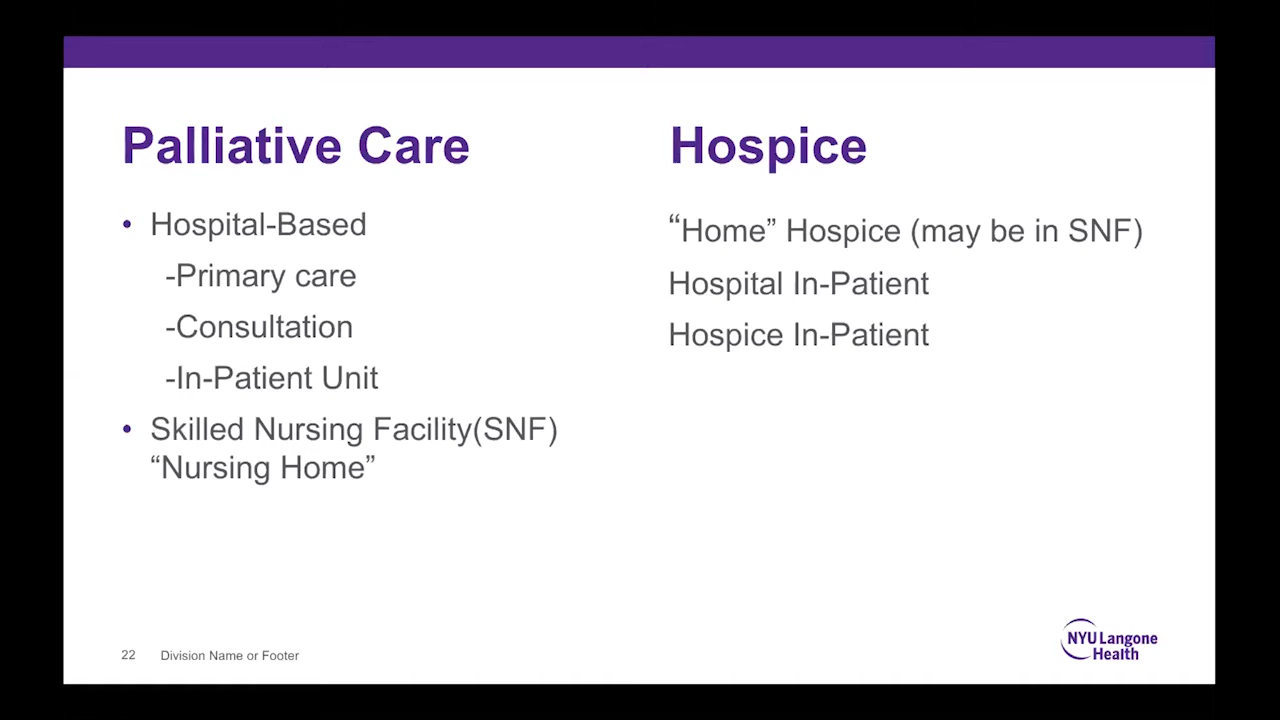 Palliative Care
• Hospital-Based
-Primary care
-Consultation
-In-Patient Unit
• Skilled Nursing Facility(SNF)
“Nursing Home”
Hospice
“Home” Hospice (may be in SNF)
Hospital In-Patient
Hospice In-Patient
22 Division Name or Footer
NYU Langone
Health